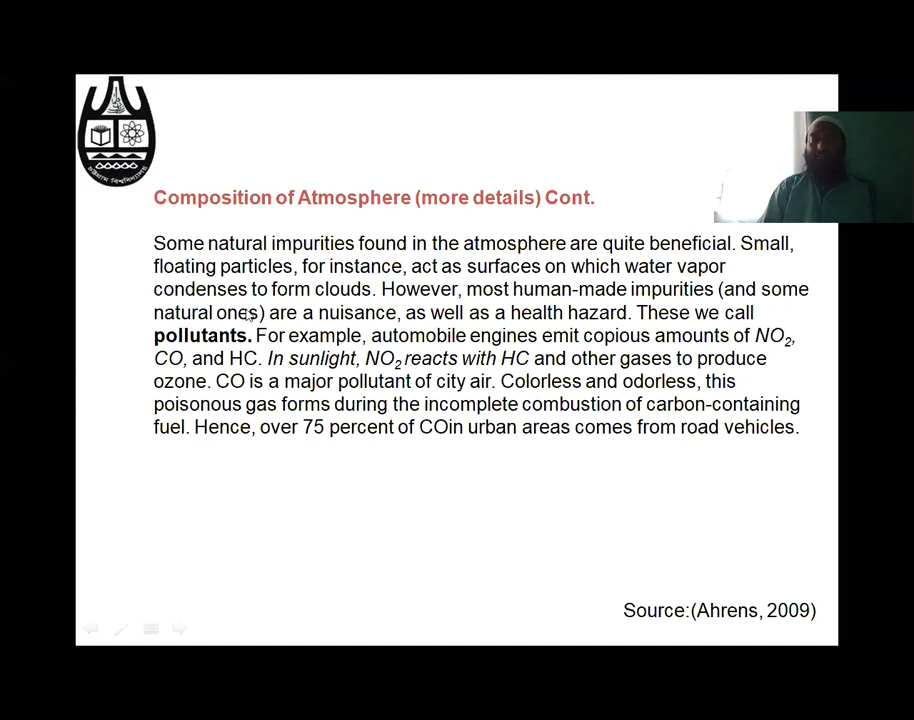 Composition of Atmosphere (more details) Cont.
Some natural impurities found in the atmosphere are quite beneficial. Small,
floating particles, for instance, act as surfaces on which water vapor
condenses to form clouds. However, most human-made impurities (and some
natural ones) are a nuisance, as well as a health hazard. These we call
pollutants. For example, automobile engines emit copious amounts of NO2,
CO, and HC. In sunlight, NO2 reacts with HC and other gases to produce
ozone. CO is a major pollutant of city air. Colorless and odorless, this
poisonous gas forms during the incomplete combustion of carbon-containing
fuel. Hence, over 75 percent of COin urban areas comes from road vehicles.
Source:(Ahrens, 2009)